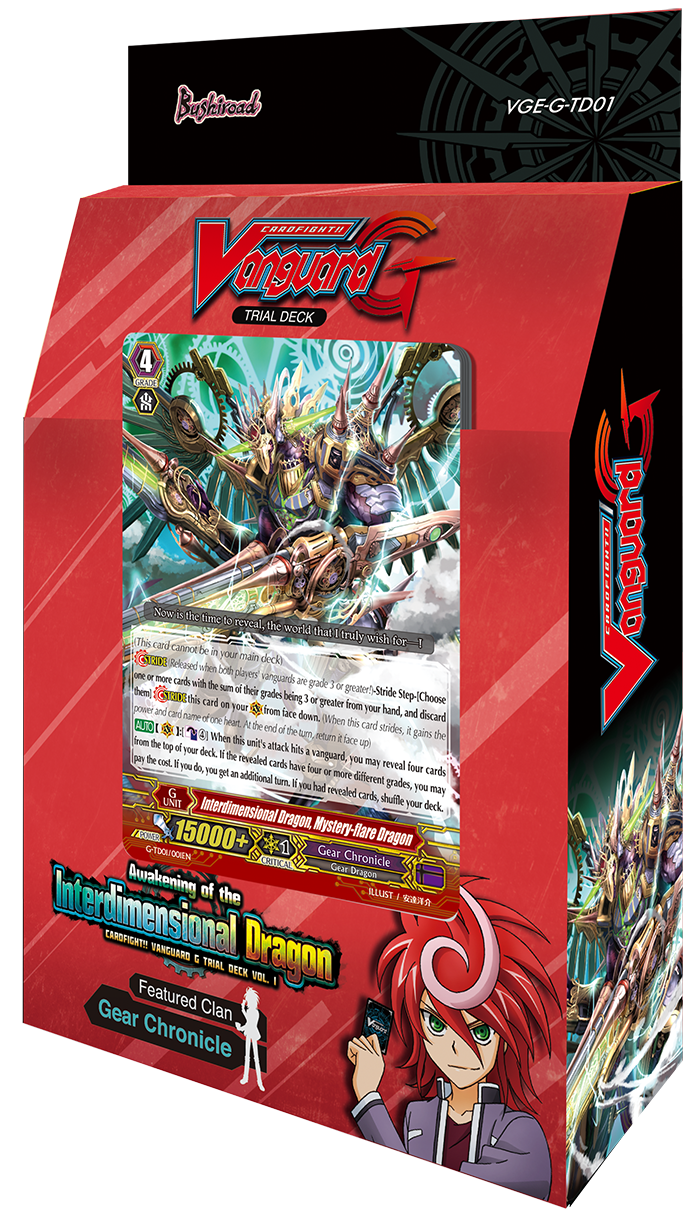 Bushiroad
VGE-G-TD01
CARDFIGHT!!
Vanguard G
TRIAL DECK
4
GRADE
Now is the time to reveal, the world that I truly wish for—!
(This card cannot be in your main deck)
STRIDE (Released when both players' vanguards are grade 3 or greater!)-Stride Step-[Choose
one or more cards with the sum of their grades being 3 or greater from your hand, and discard
them] STRIDE this card on your from face down. (When this card strides, it gains the
power and card name of one heart. At the end of the turn, return it face up)
AUTO [ 1 : [ 4 ] When this unit's attack hits a vanguard, you may reveal four cards
from the top of your deck. If the revealed cards have four or more different grades, you may
pay the cost. If you do, you get an additional turn. If you had revealed cards, shuffle your deck.
G
UNIT
Interdimensional Dragon, Mystery-flare Dragon
POWER
15000+
1
CRITICAL
Gear Chronicle
Gear Dragon
G-TD01/001EN
ILLUST / 安達洋介
Awakening of the
Interdimensional Dragon
CARDFIGHT!! VANGUARD G TRIAL DECK VOL. 1
Featured Clan
Gear Chronicle
CARDFIGHT!!
Vanguard G